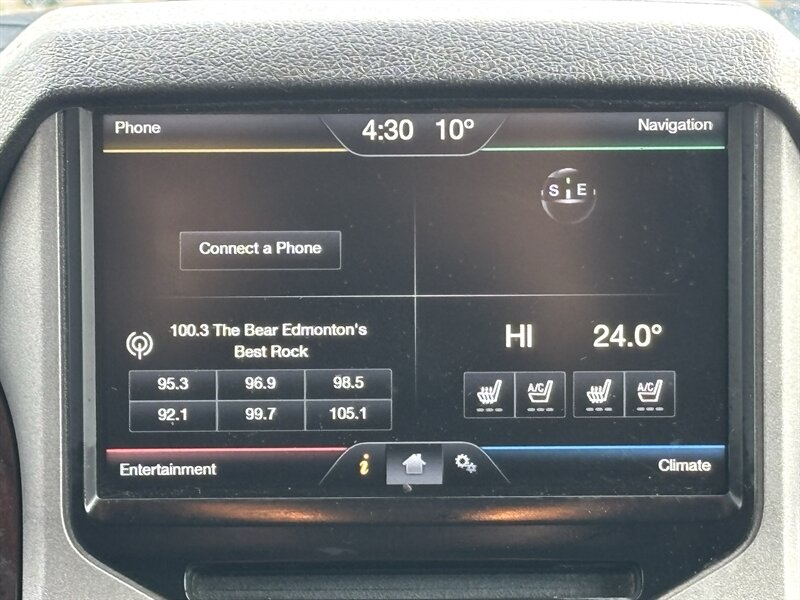 Phone 4:30 10° Navigation
S E
Connect a Phone
100.3 The Bear Edmonton's
Best Rock
HI 24.0°
95.3 96.9 98.5
92.1 99.7 105.1
A/C A/C
Entertainment i Climate